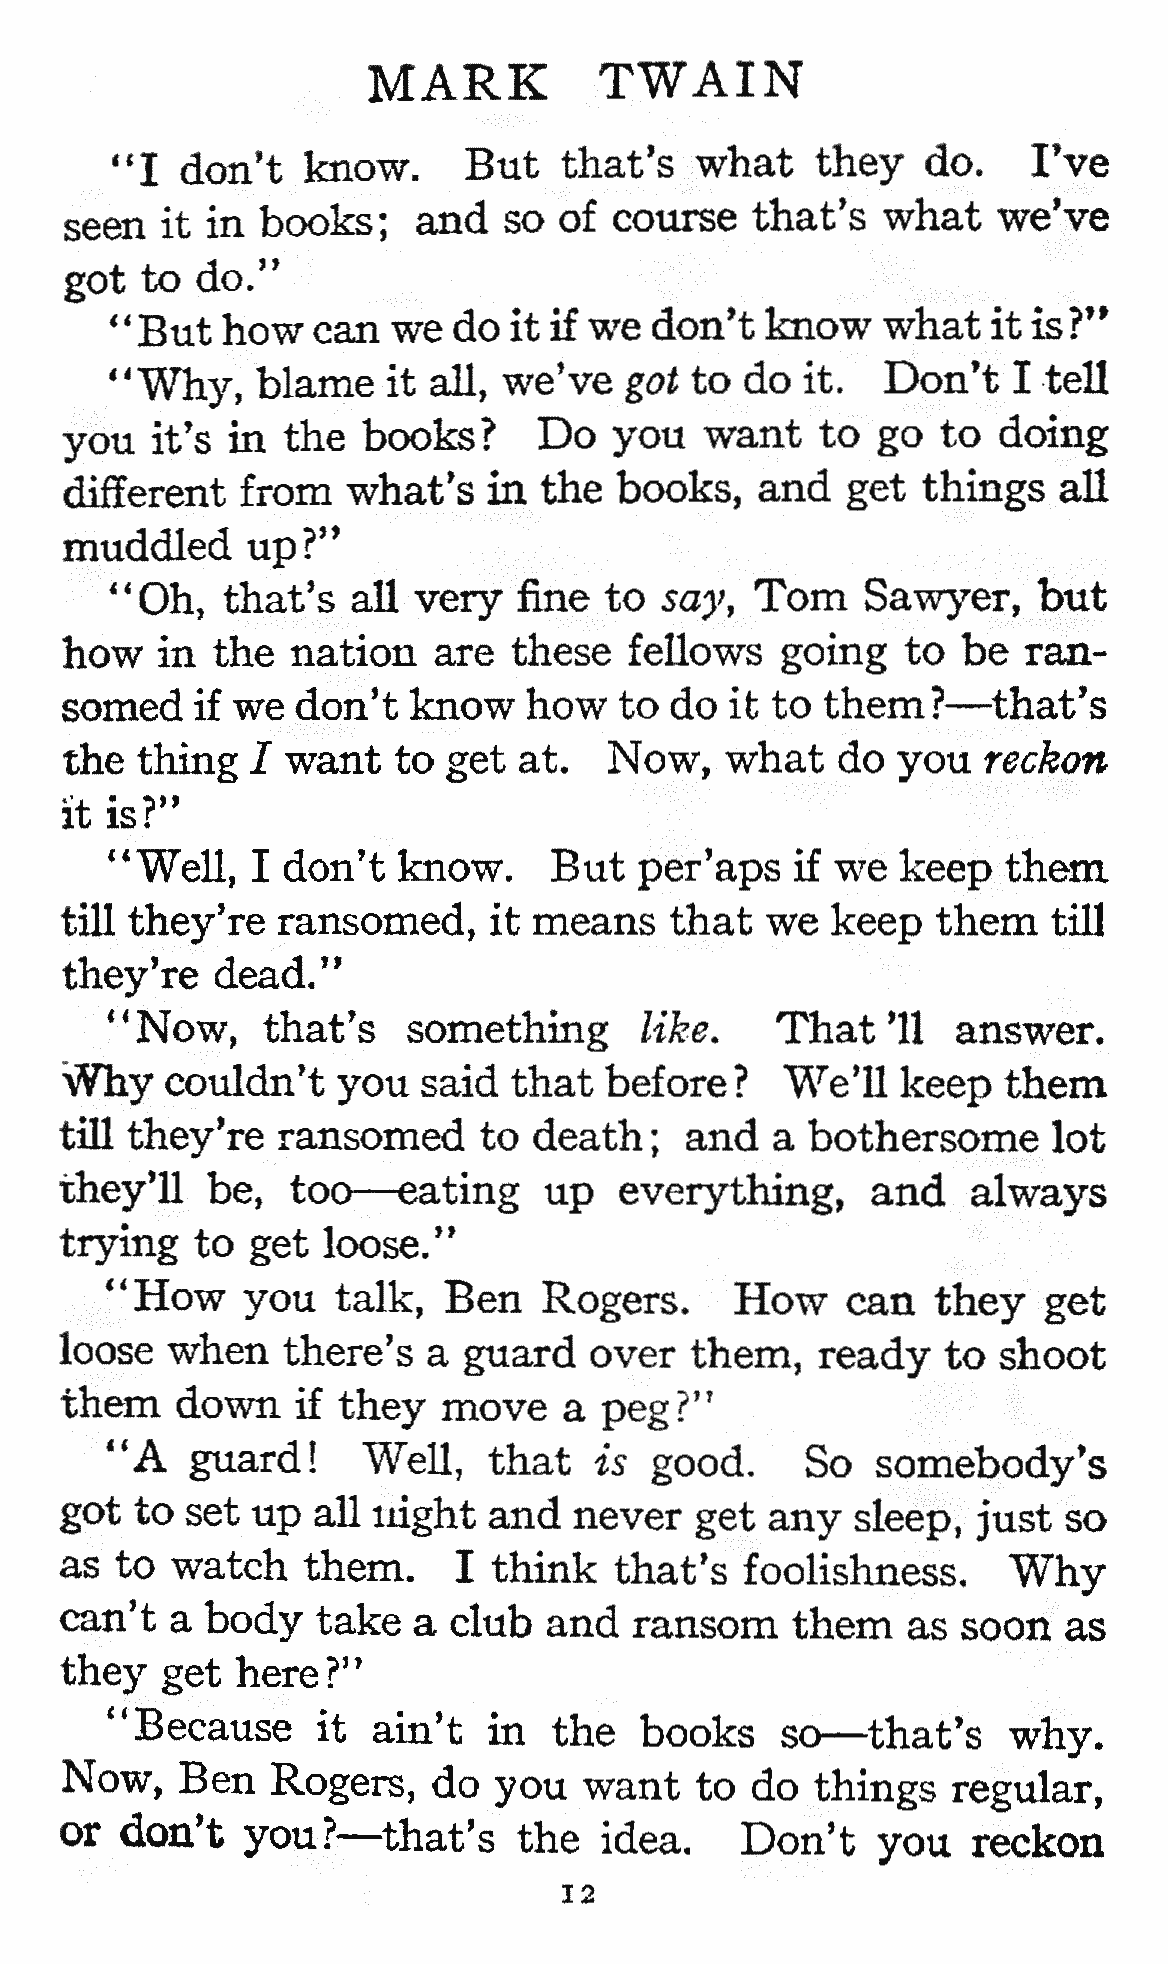 MARK TWAIN
"I don't know. But that's what they do. I've
seen it in books; and so of course that's what we've
got to do."
"But how can we do it if we don't know what it is?"
"Why, blame it all, we've got to do it. Don't I tell
you it's in the books? Do you want to go to doing
different from what's in the books, and get things all
muddled up?"
"Oh, that's all very fine to say, Tom Sawyer, but
how in the nation are these fellows going to be ran-
somed if we don't know how to do it to them?—that's
the thing I want to get at. Now, what do you reckon
it is?"
"Well, I don't know. But per'aps if we keep them
till they're ransomed, it means that we keep them till
they're dead."
"Now, that's something like. That 'll answer.
Why couldn't you said that before? We'll keep them
till they're ransomed to death; and a bothersome lot
they'll be, too—eating up everything, and always
trying to get loose."
"How you talk, Ben Rogers. How can they get
loose when there's a guard over them, ready to shoot
them down if they move a peg?"
"A guard! Well, that is good. So somebody's
got to set up all night and never get any sleep, just so
as to watch them. I think that's foolishness. Why
can't a body take a club and ransom them as soon as
they get here?"
"Because it ain't in the books so—that's why.
Now, Ben Rogers, do you want to do things regular,
or don't you?—that's the idea. Don't you reckon
12